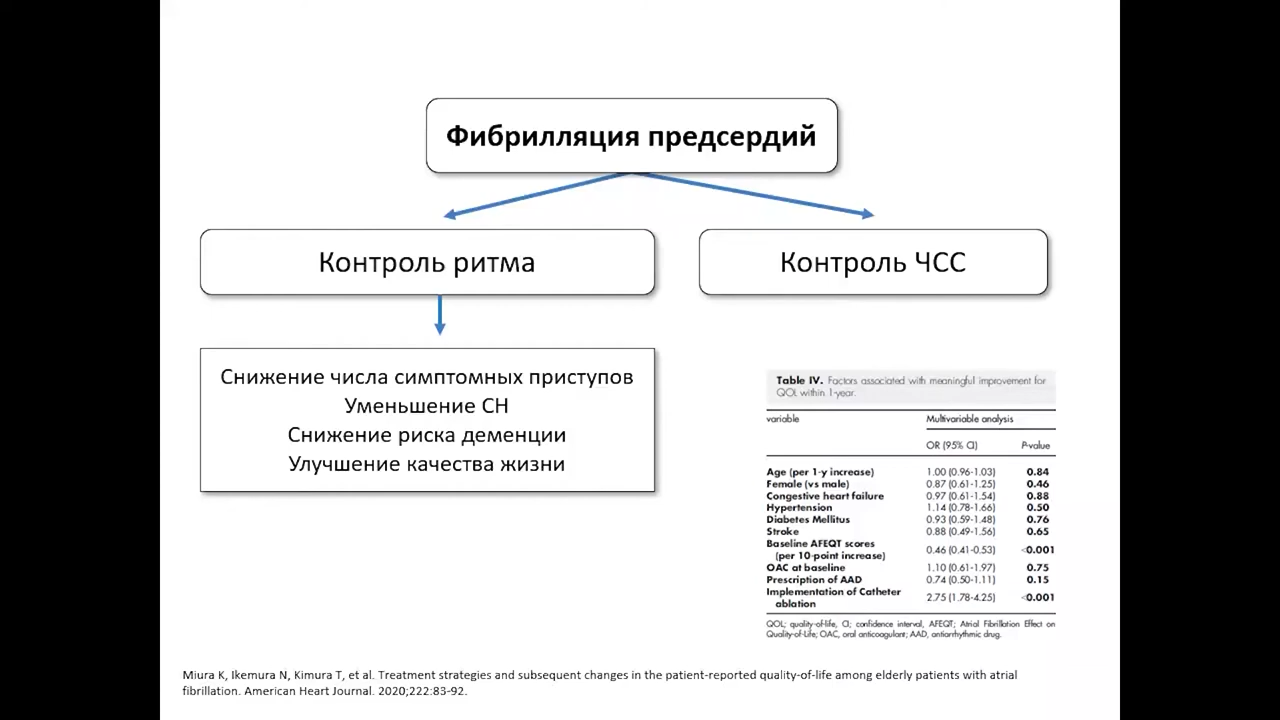 Фибрилляция предсердий
Контроль ритма
Контроль ЧСС
Снижение числа симптомных приступов
Уменьшение СН
Снижение риска деменции
Улучшение качества жизни
Table IV. Factors associated with meaningful improvement for
QOL within 1-year.
variable Multivariable analysis
OR (95% CI) P-value
Age (per 1-y increase) 1.00 (0.96-1.03) 0.84
Female (vs male) 0.87 (0.61-1.25) 0.46
Congestive heart failure 0.97 (0.61-1.54) 0.88
Hypertension 1.14 (0.78-1.66) 0.50
Diabetes Mellitus 0.93 (0.59-1.48) 0.76
Stroke 0.88 (0.49-1.56) 0.65
Baseline AFEQT scores
(per 10-point increase) 0.46 (0.41-0.53) <0.001
OAC at baseline 1.10 (0.61-1.97) 0.75
Prescription of AAD 0.74 (0.50-1.11) 0.15
Implementation of Catheter
ablation 2.75 (1.78-4.25) <0.001
QOL; quality-of-life, CI; confidence interval, AFEQT; Atrial Fibrillation Effect on
Quality-of-Life; OAC, oral anticoagulant; AAD, antiarrhythmic drug.
Miura K, Ikemura N, Kimura T, et al. Treatment strategies and subsequent changes in the patient-reported quality-of-life among elderly patients with atrial
fibrillation. American Heart Journal. 2020;222:83-92.